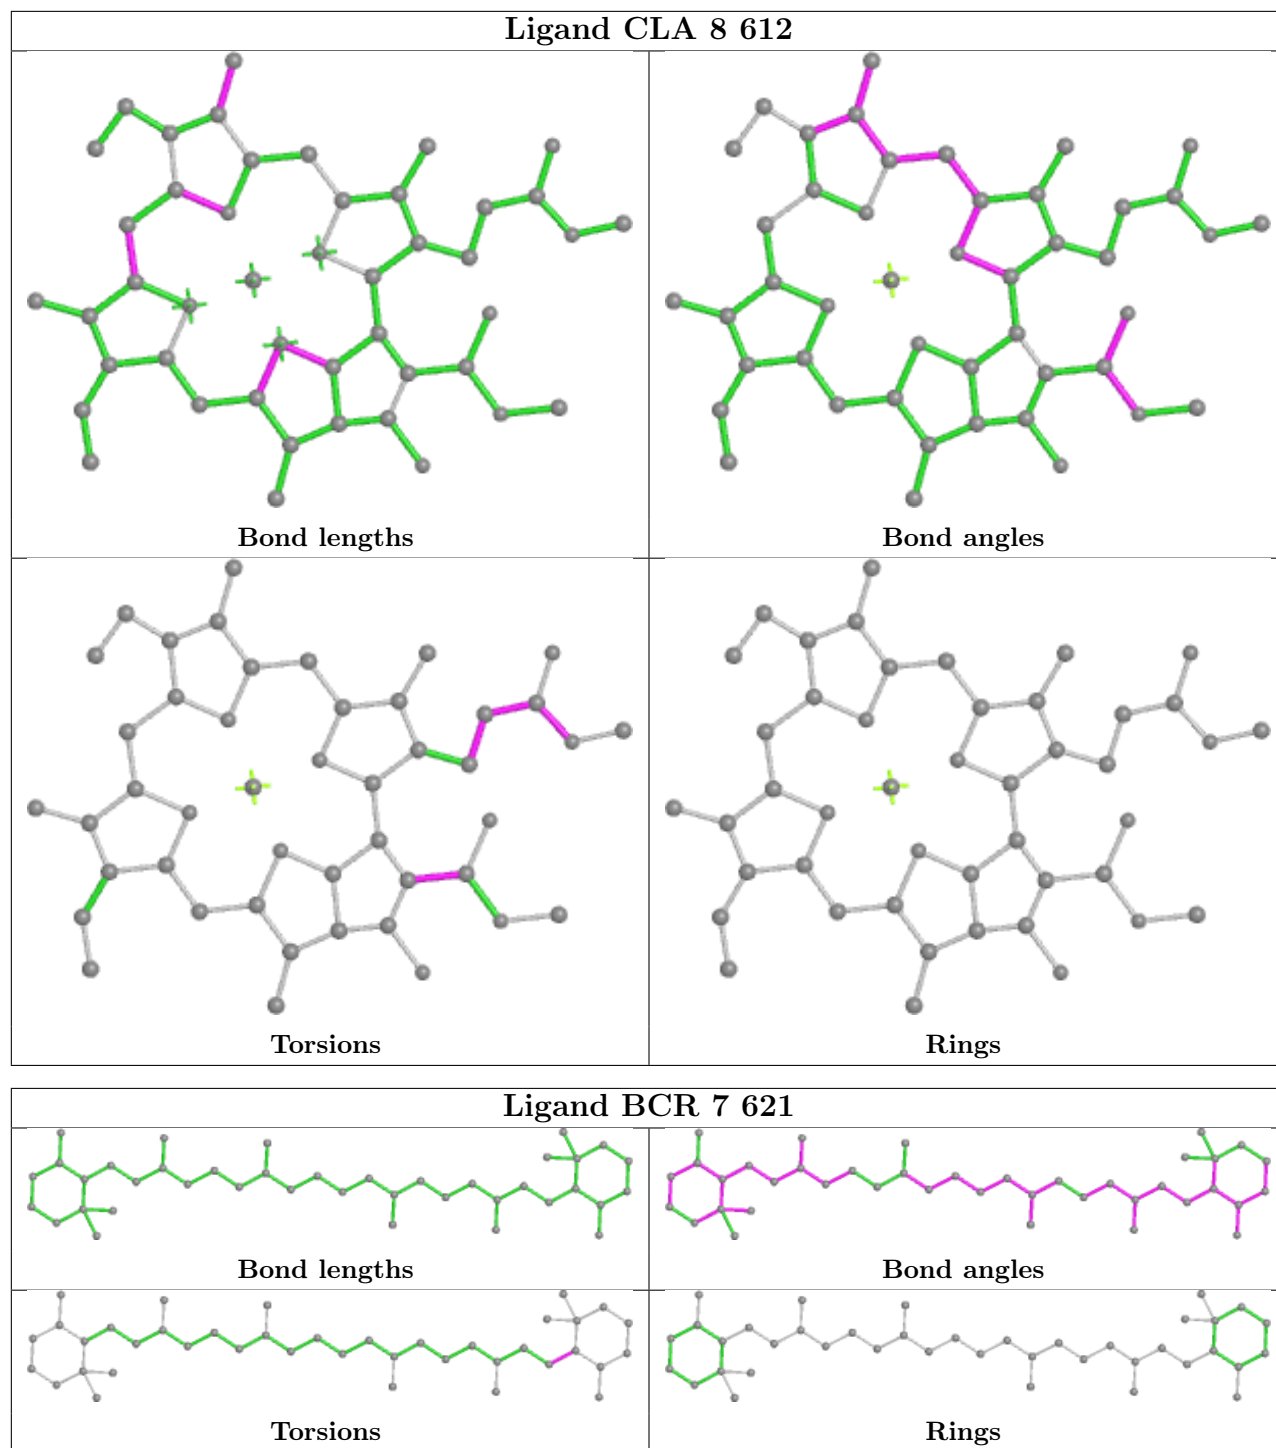 Ligand CLA 8 612
Bond lengths
Bond angles
Torsions
Rings
Ligand BCR 7 621
Bond lengths
Bond angles
Torsions
Rings